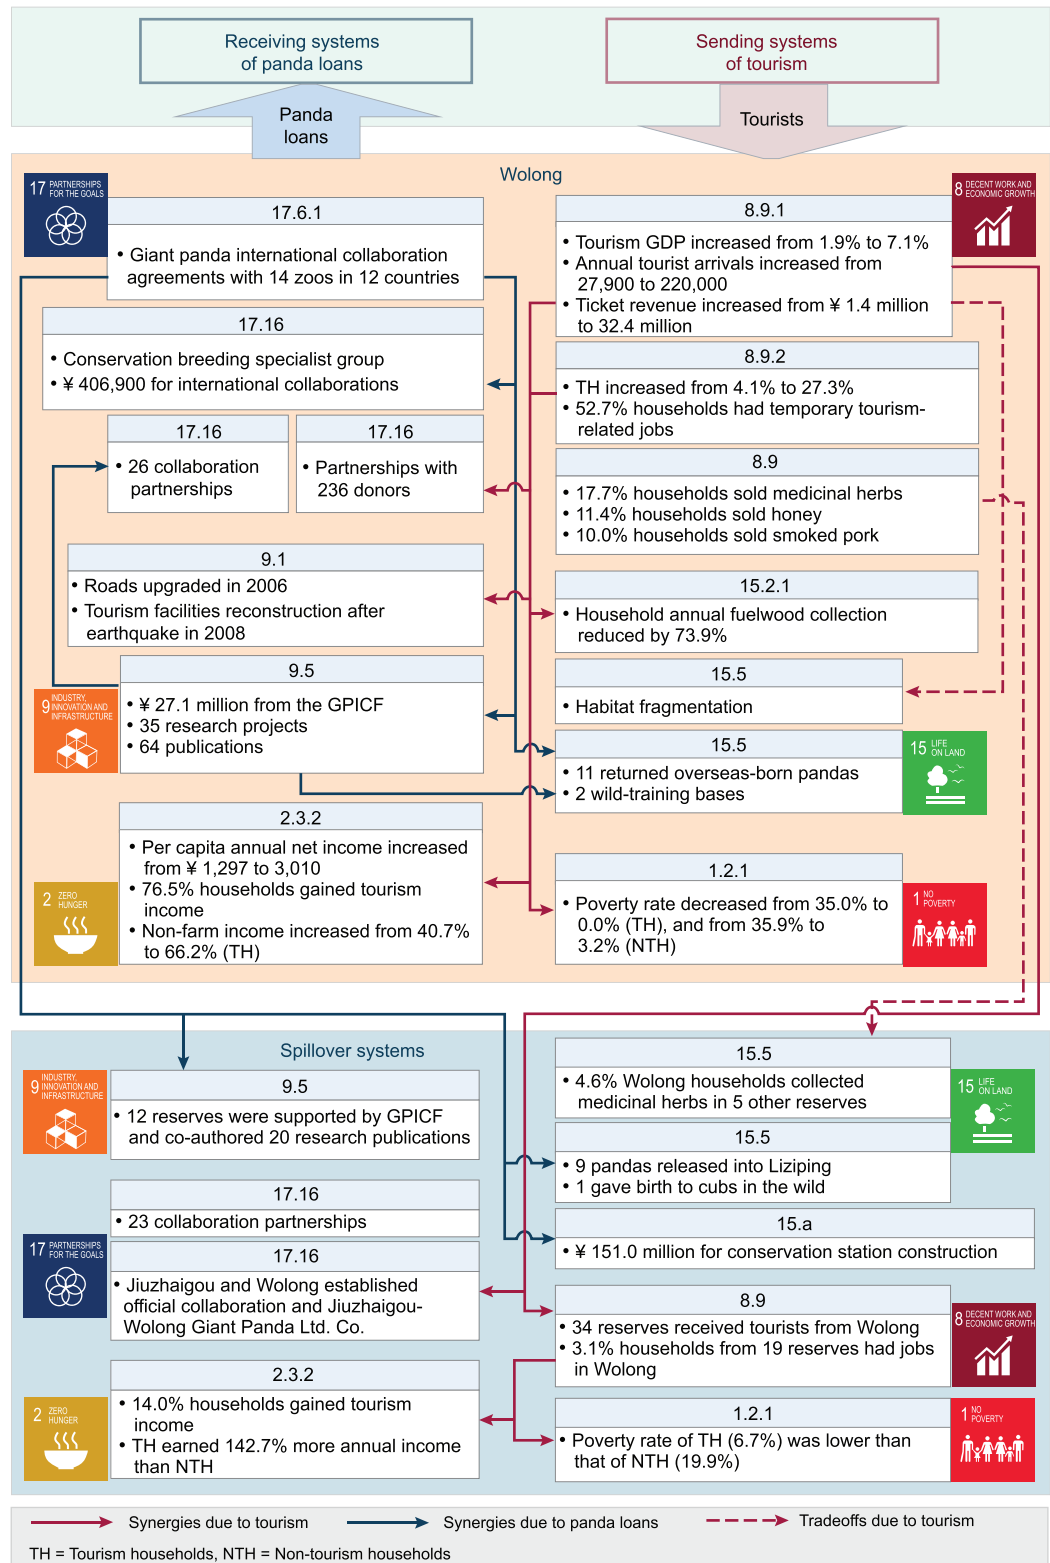 Receiving systems
of panda loans
Sending systems
of tourism
Panda
loans
Tourists
Wolong
17 PARTNERSHIPS
FOR THE GOALS
17.6.1
• Giant panda international collaboration
agreements with 14 zoos in 12 countries
17.16
• Conservation breeding specialist group
• ¥ 406,900 for international collaborations
17.16
• 26 collaboration
partnerships
17.16
• Partnerships with
236 donors
9.1
• Roads upgraded in 2006
• Tourism facilities reconstruction after
earthquake in 2008
9.5
• ¥ 27.1 million from the GPICF
• 35 research projects
• 64 publications
9 INDUSTRY,
INNOVATION AND
INFRASTRUCTURE
2.3.2
• Per capita annual net income increased
from ¥ 1,297 to 3,010
• 76.5% households gained tourism
income
• Non-farm income increased from 40.7%
to 66.2% (TH)
2 ZERO
HUNGER
8.9.1
• Tourism GDP increased from 1.9% to 7.1%
• Annual tourist arrivals increased from
27,900 to 220,000
• Ticket revenue increased from ¥ 1.4 million
to 32.4 million
8 DECENT WORK AND
ECONOMIC GROWTH
8.9.2
• TH increased from 4.1% to 27.3%
• 52.7% households had temporary tourism-
related jobs
8.9
• 17.7% households sold medicinal herbs
• 11.4% households sold honey
• 10.0% households sold smoked pork
15.2.1
• Household annual fuelwood collection
reduced by 73.9%
15.5
• Habitat fragmentation
15.5
• 11 returned overseas-born pandas
• 2 wild-training bases
15 LIFE
ON LAND
1.2.1
• Poverty rate decreased from 35.0% to
0.0% (TH), and from 35.9% to
3.2% (NTH)
1 NO
POVERTY
Spillover systems
9 INDUSTRY,
INNOVATION AND
INFRASTRUCTURE
9.5
• 12 reserves were supported by GPICF
and co-authored 20 research publications
17.16
• 23 collaboration partnerships
17 PARTNERSHIPS
FOR THE GOALS
17.16
• Jiuzhaigou and Wolong established
official collaboration and Jiuzhaigou-
Wolong Giant Panda Ltd. Co.
2.3.2
• 14.0% households gained tourism
income
• TH earned 142.7% more annual income
than NTH
2 ZERO
HUNGER
15.5
• 4.6% Wolong households collected
medicinal herbs in 5 other reserves
15 LIFE
ON LAND
15.5
• 9 pandas released into Liziping
• 1 gave birth to cubs in the wild
15.a
• ¥ 151.0 million for conservation station construction
8.9
• 34 reserves received tourists from Wolong
• 3.1% households from 19 reserves had jobs
in Wolong
8 DECENT WORK AND
ECONOMIC GROWTH
1.2.1
• Poverty rate of TH (6.7%) was lower than
that of NTH (19.9%)
1 NO
POVERTY
Synergies due to tourism
Synergies due to panda loans
Tradeoffs due to tourism
TH = Tourism households, NTH = Non-tourism households